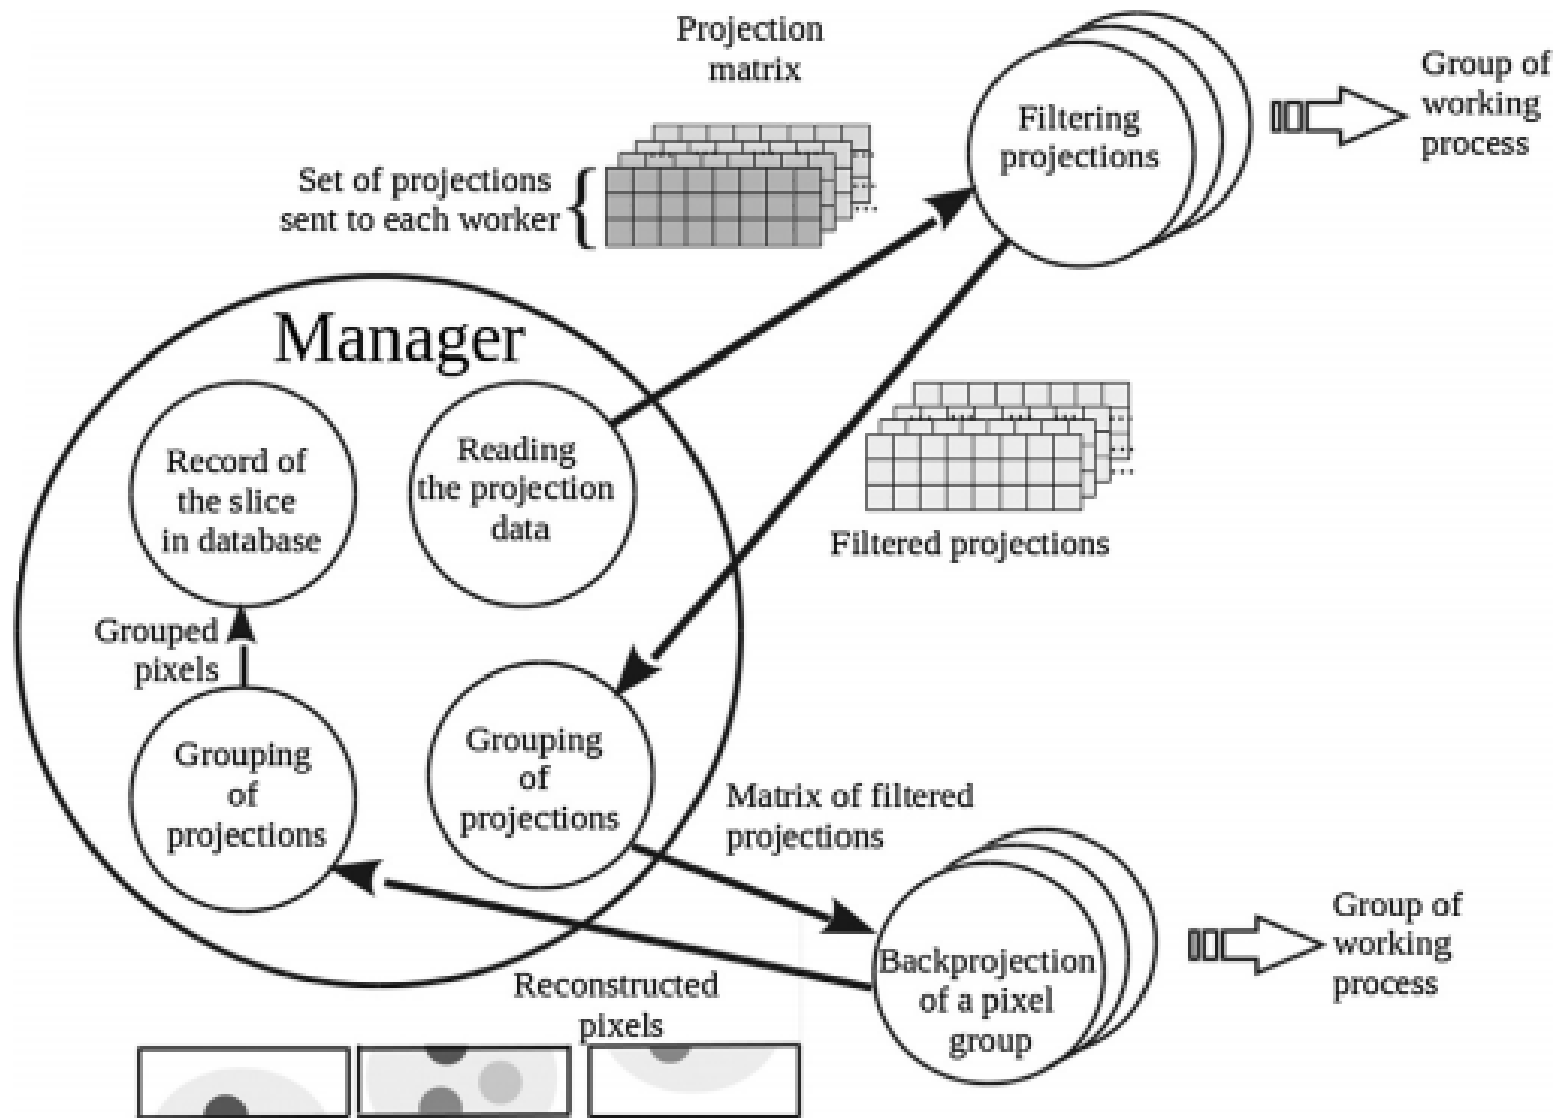 Projection
matrix
Set of projections
sent to each worker
Filtering
projections
Group of
working
process
Manager
Record of
the slice
in database
Reading
the projection
data
Filtered projections
Grouped
pixels
Grouping
of
projections
Grouping
of
projections
Matrix of filtered
projections
Backprojection
of a pixel
group
Group of
working
process
Reconstructed
pixels